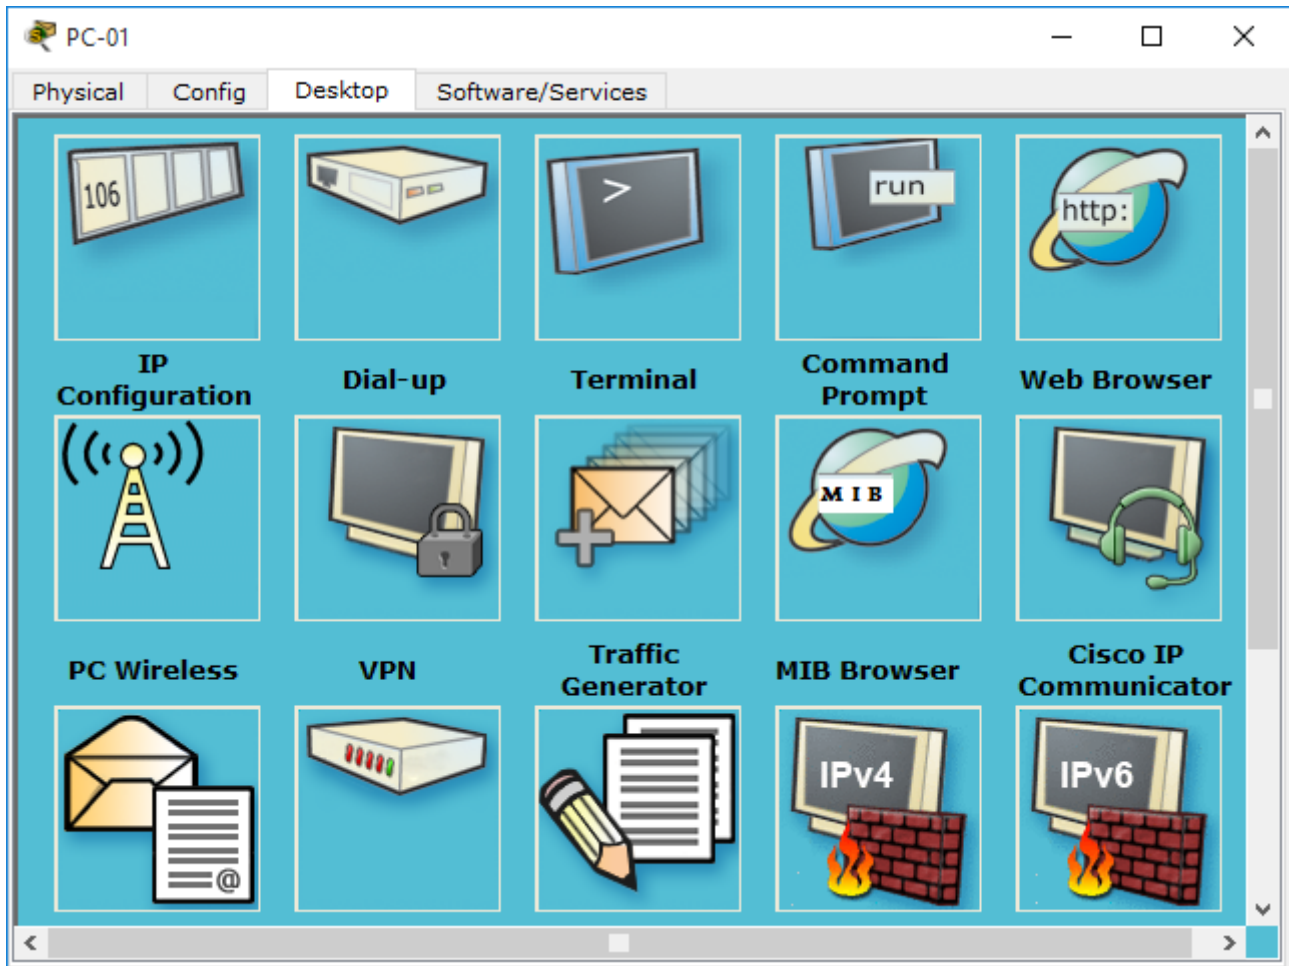 PC-01
Physical Config Desktop Software/Services
106
>
run
http:
IP
Configuration
Dial-up
Terminal
Command
Prompt
Web Browser
MIB
PC Wireless
VPN
Traffic
Generator
MIB Browser
Cisco IP
Communicator
@
IPv4
IPv6